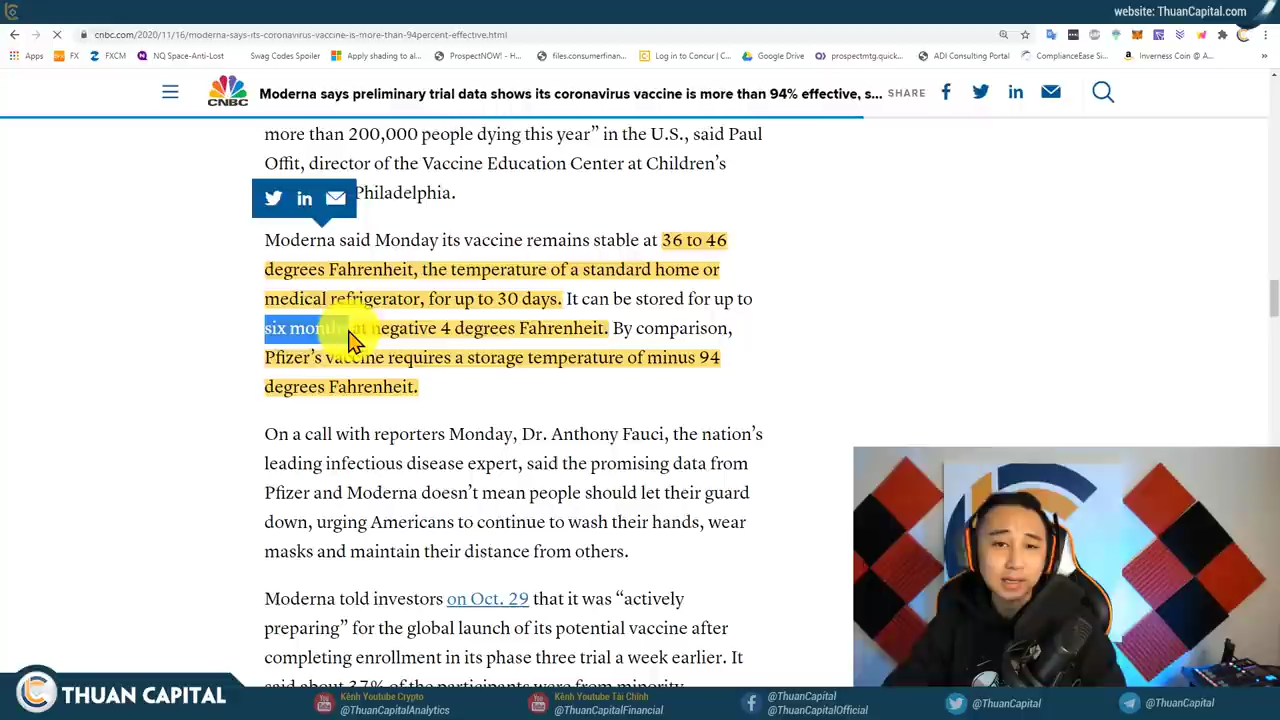 website: ThuanCapital.com
cnbc.com/2020/11/16/moderna-says-its-coronavirus-vaccine-is-more-than-94percent-effective.html
Apps FX FXCM NQ Space-Anti-Lost Swag Codes Spoiler Apply shading to al... ProspectNOW! - H... files.consumerfinan... Log in to Concur | C... Google Drive prospectmtg.quick... ADI Consulting Portal ComplianceEase Si... Inverness Coin @ A...
CNBC Moderna says preliminary trial data shows its coronavirus vaccine is more than 94% effective, s... SHARE
more than 200,000 people dying this year” in the U.S., said Paul
Offit, director of the Vaccine Education Center at Children’s
Philadelphia.
Moderna said Monday its vaccine remains stable at 36 to 46
degrees Fahrenheit, the temperature of a standard home or
medical refrigerator, for up to 30 days. It can be stored for up to
six months at negative 4 degrees Fahrenheit. By comparison,
Pfizer’s vaccine requires a storage temperature of minus 94
degrees Fahrenheit.
On a call with reporters Monday, Dr. Anthony Fauci, the nation’s
leading infectious disease expert, said the promising data from
Pfizer and Moderna doesn’t mean people should let their guard
down, urging Americans to continue to wash their hands, wear
masks and maintain their distance from others.
Moderna told investors on Oct. 29 that it was “actively
preparing” for the global launch of its potential vaccine after
completing enrollment in its phase three trial a week earlier. It
said about 37% of the participants were from minority
THUAN CAPITAL
Kênh Youtube Crypto
@ThuanCapitalAnalytics
Kênh Youtube Tài Chính
@ThuanCapitalFinancial
@ThuanCapital
@ThuanCapitalOfficial
@ThuanCapital
@ThuanCapital